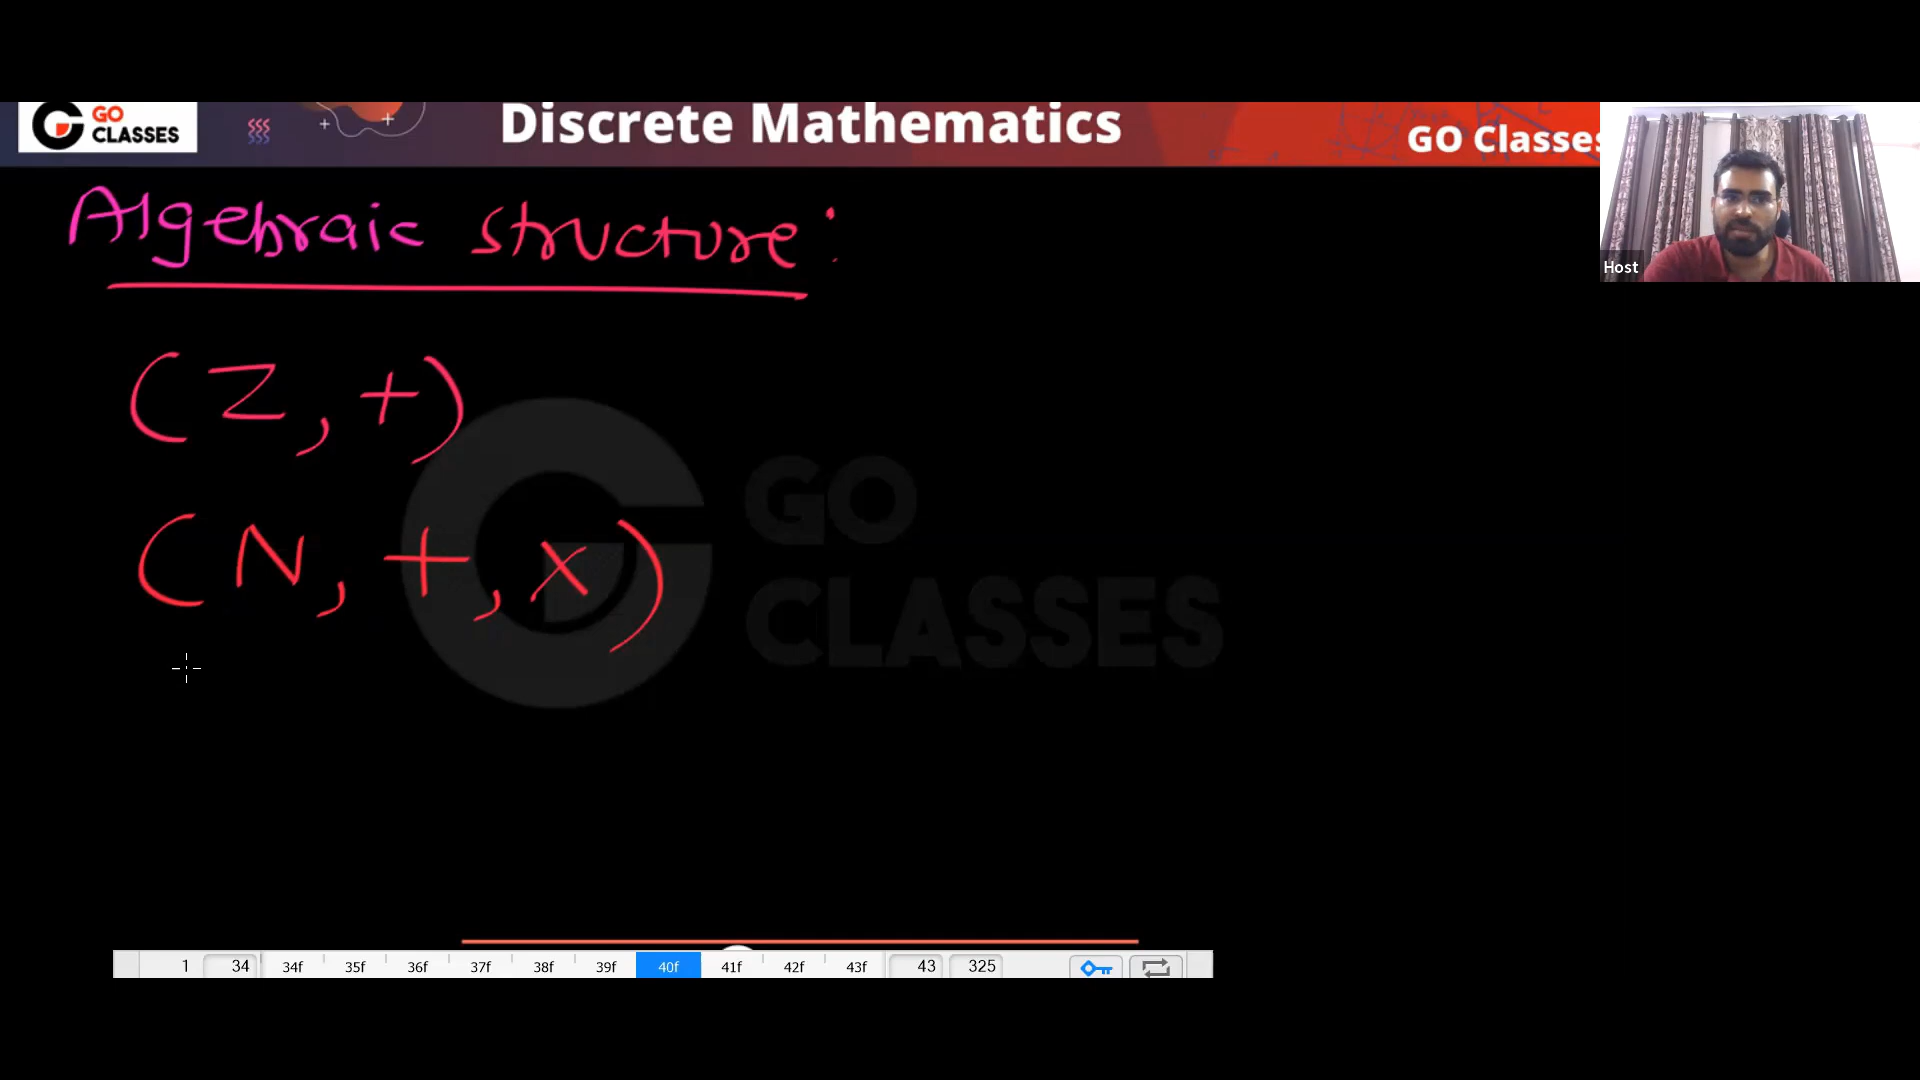 GO
CLASSES
Discrete Mathematics
GO Classes
Host
Algebraic structure:
(Z, +)
(N, +, x)
GO
CLASSES
1 34 34f 35f 36f 37f 38f 39f 40f 41f 42f 43f 43 325